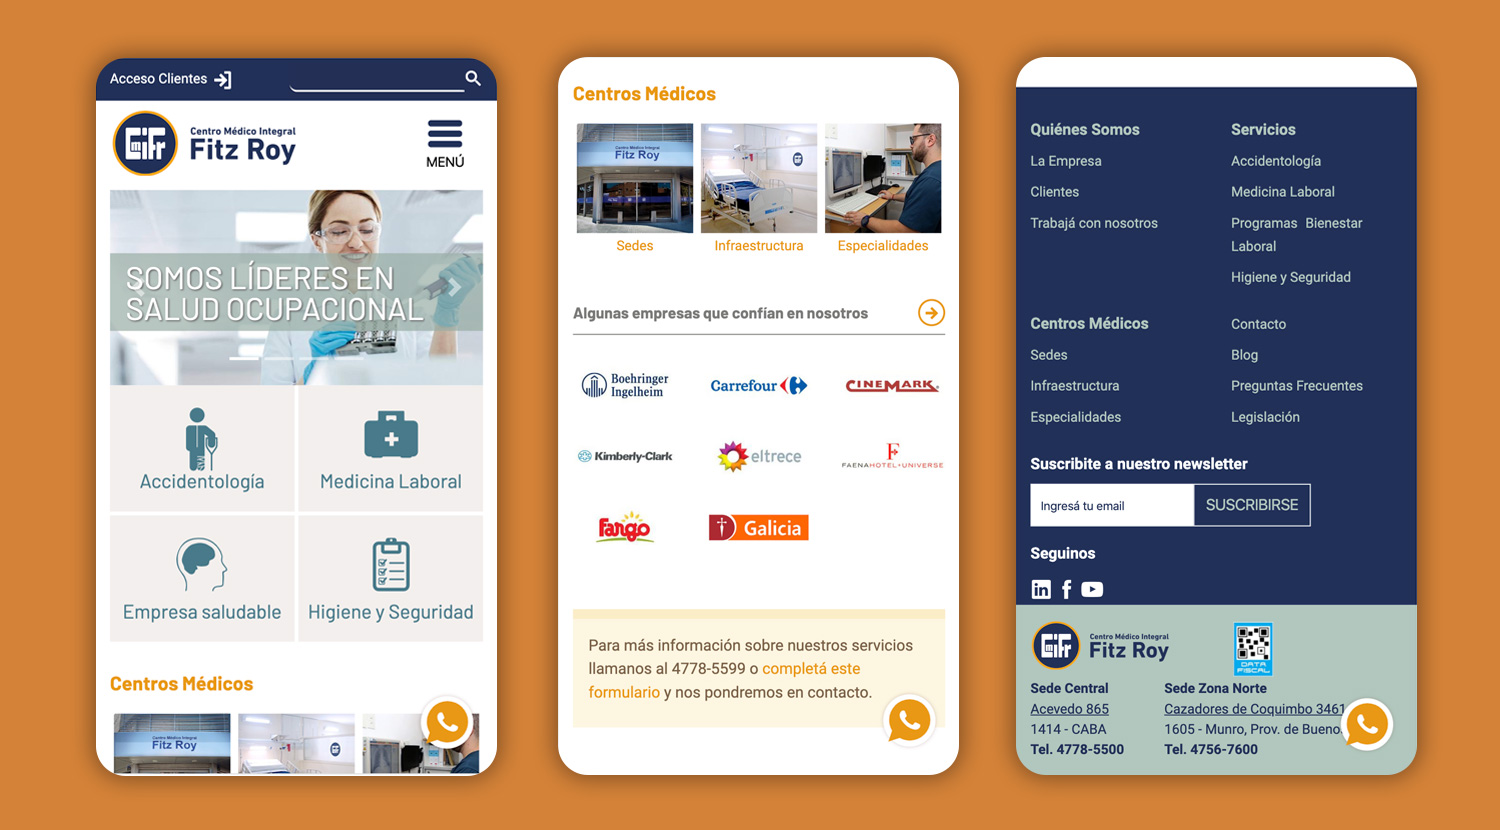 Acceso Clientes
Centro Médico Integral
Fitz Roy
MENÚ
SOMOS LÍDERES EN
SALUD OCUPACIONAL
Accidentología
Medicina Laboral
Empresa saludable
Higiene y Seguridad
Centros Médicos
Centro Médico Integral
Fitz Roy
Centros Médicos
Centro Médico Integral
Fitz Roy
Sedes
Infraestructura
Especialidades
Algunas empresas que confían en nosotros
Boehringer
Ingelheim
Carrefour
CINEMARK
Kimberly-Clark
eltrece
F
FAENAHOTEL+UNIVERSE
Fargo
Galicia
Para más información sobre nuestros servicios
llamanos al 4778-5599 o completá este
formulario y nos pondremos en contacto.
Quiénes Somos
La Empresa
Clientes
Trabajá con nosotros
Servicios
Accidentología
Medicina Laboral
Programas Bienestar
Laboral
Higiene y Seguridad
Centros Médicos
Sedes
Infraestructura
Especialidades
Contacto
Blog
Preguntas Frecuentes
Legislación
Suscribite a nuestro newsletter
Ingresá tu email
SUSCRIBIRSE
Seguinos
Centro Médico Integral
Fitz Roy
DATA
FISCAL
Sede Central
Acevedo 865
1414 - CABA
Tel. 4778-5500
Sede Zona Norte
Cazadores de Coquimbo 3461
1605 - Munro, Prov. de Bueno
Tel. 4756-7600